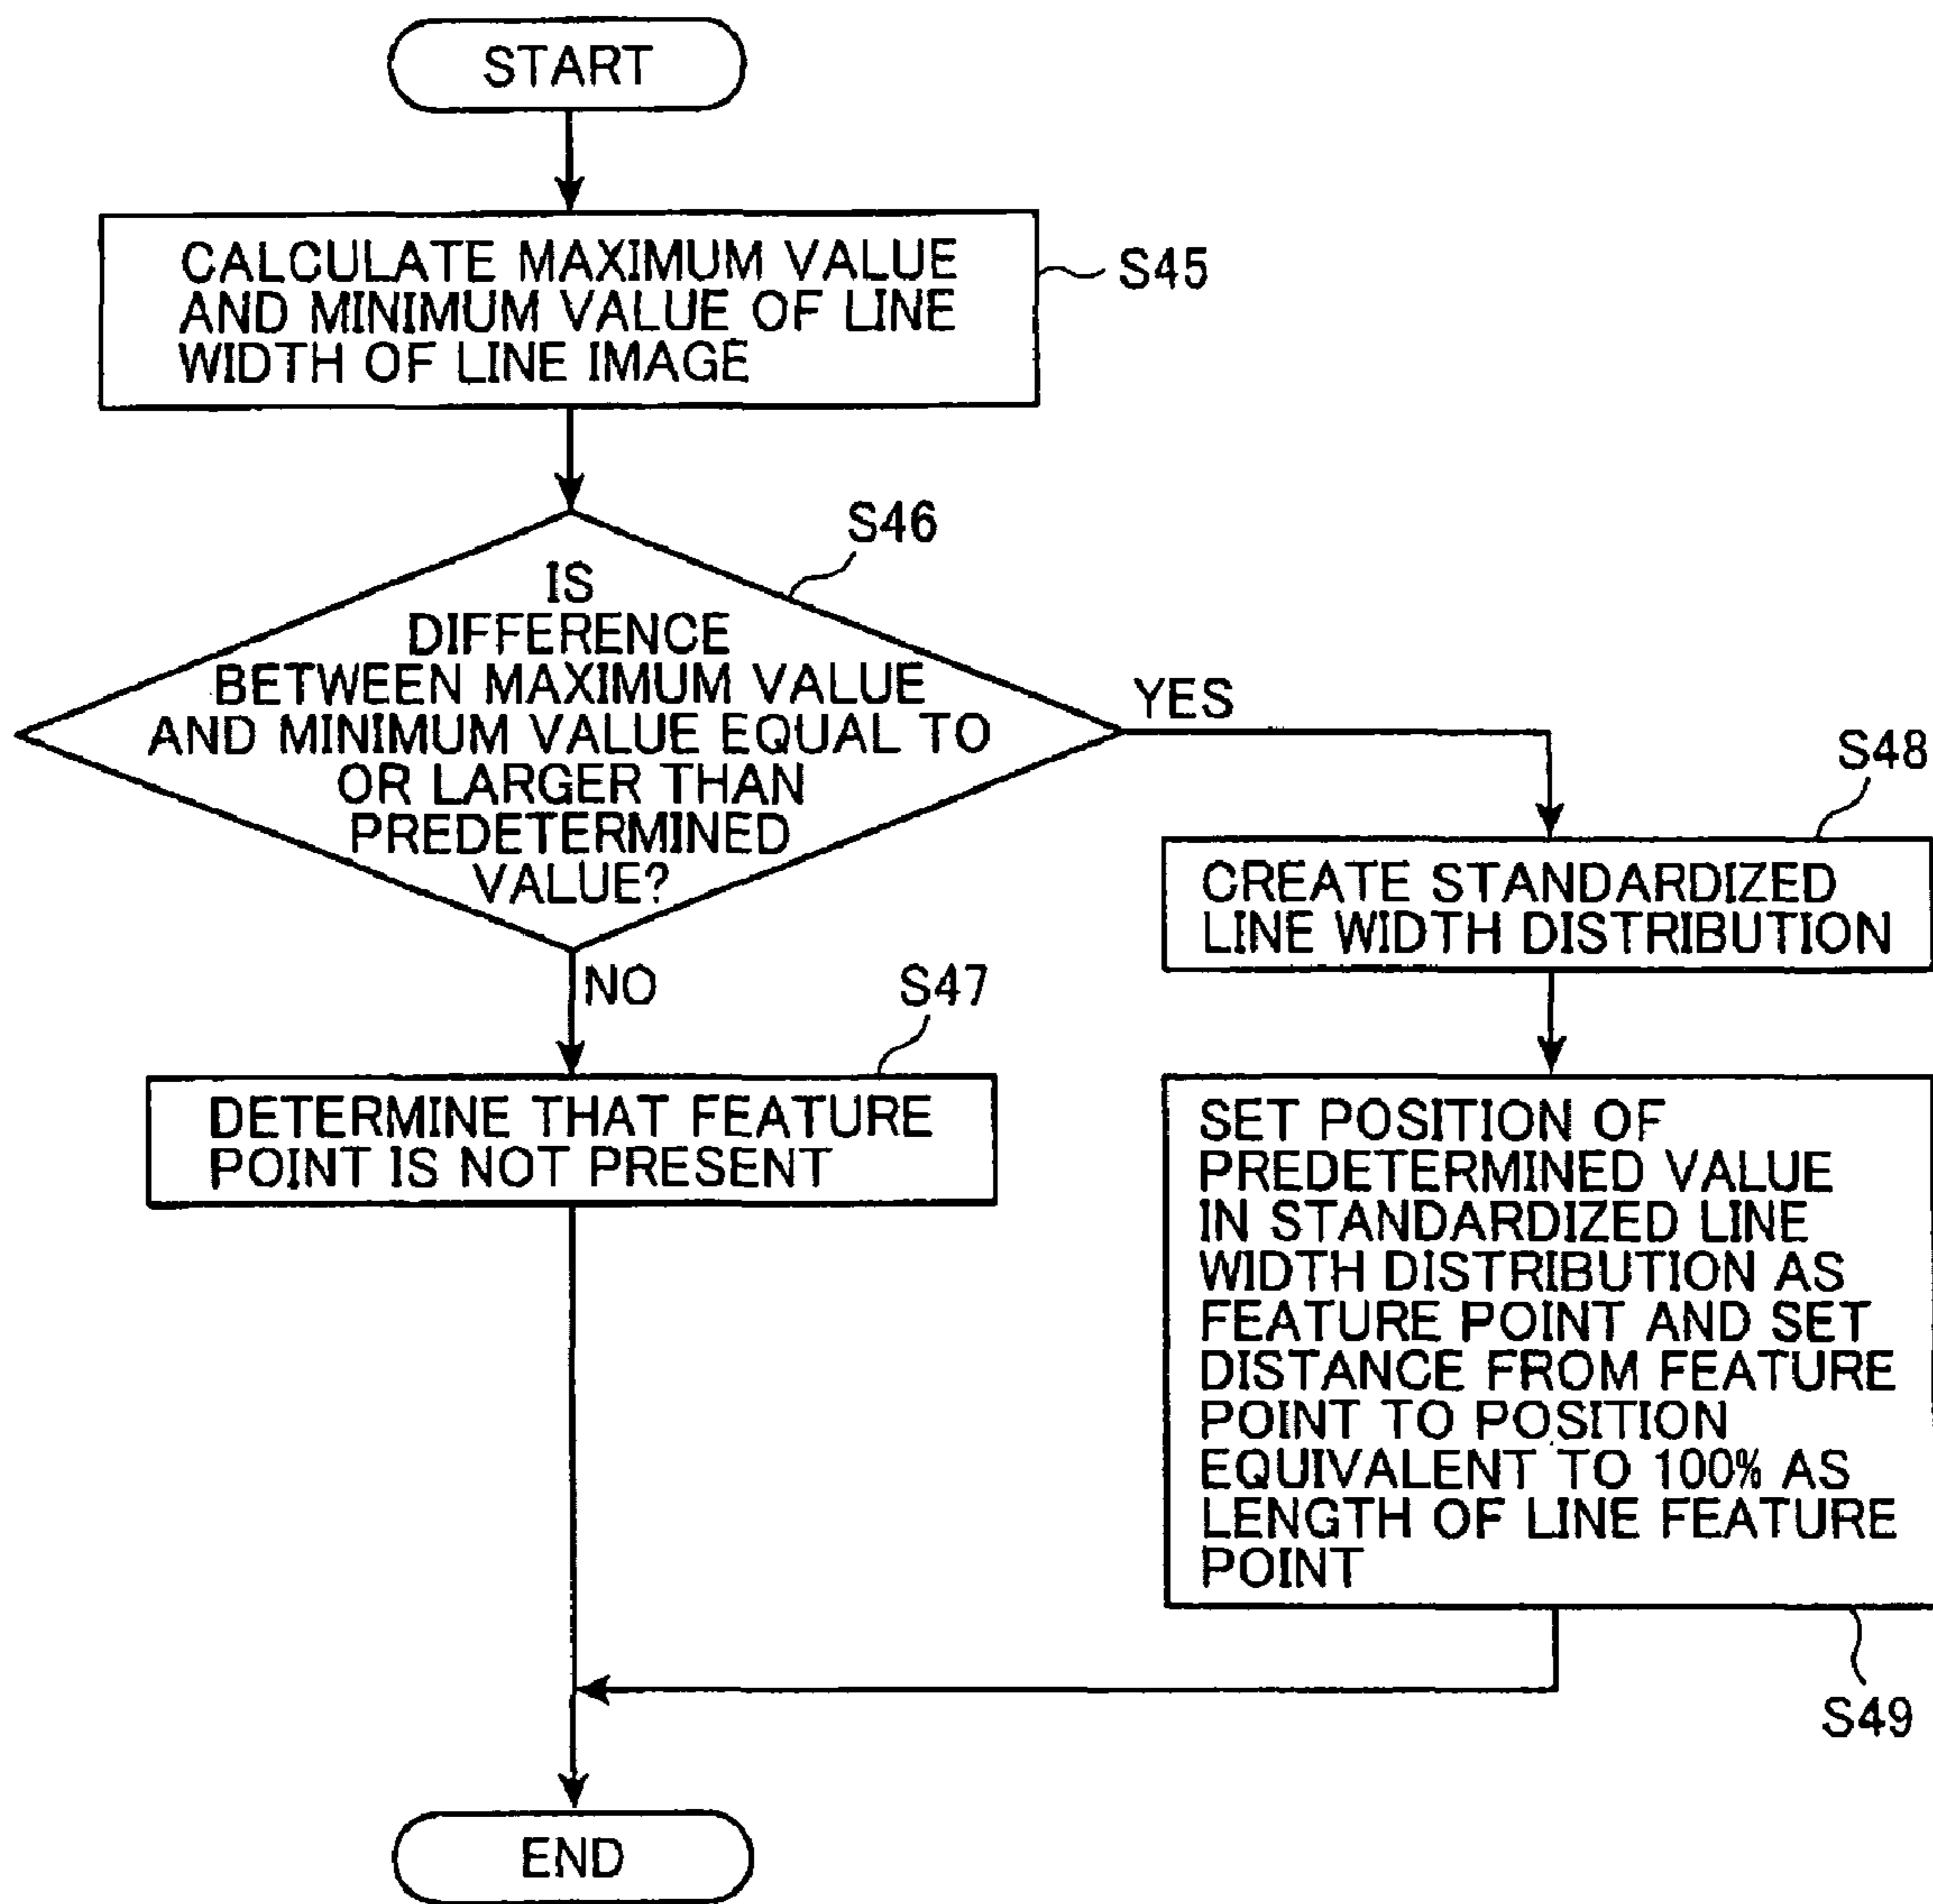 START
CALCULATE MAXIMUM VALUE
AND MINIMUM VALUE OF LINE
WIDTH OF LINE IMAGE
S45
S46
IS
DIFFERENCE
BETWEEN MAXIMUM VALUE
AND MINIMUM VALUE EQUAL TO
OR LARGER THAN
PREDETERMINED
VALUE?
YES
NO
S47
DETERMINE THAT FEATURE
POINT IS NOT PRESENT
S48
CREATE STANDARDIZED
LINE WIDTH DISTRIBUTION
SET POSITION OF
PREDETERMINED VALUE
IN STANDARDIZED LINE
WIDTH DISTRIBUTION AS
FEATURE POINT AND SET
DISTANCE FROM FEATURE
POINT TO POSITION
EQUIVALENT TO 100% AS
LENGTH OF LINE FEATURE
POINT
S49
END